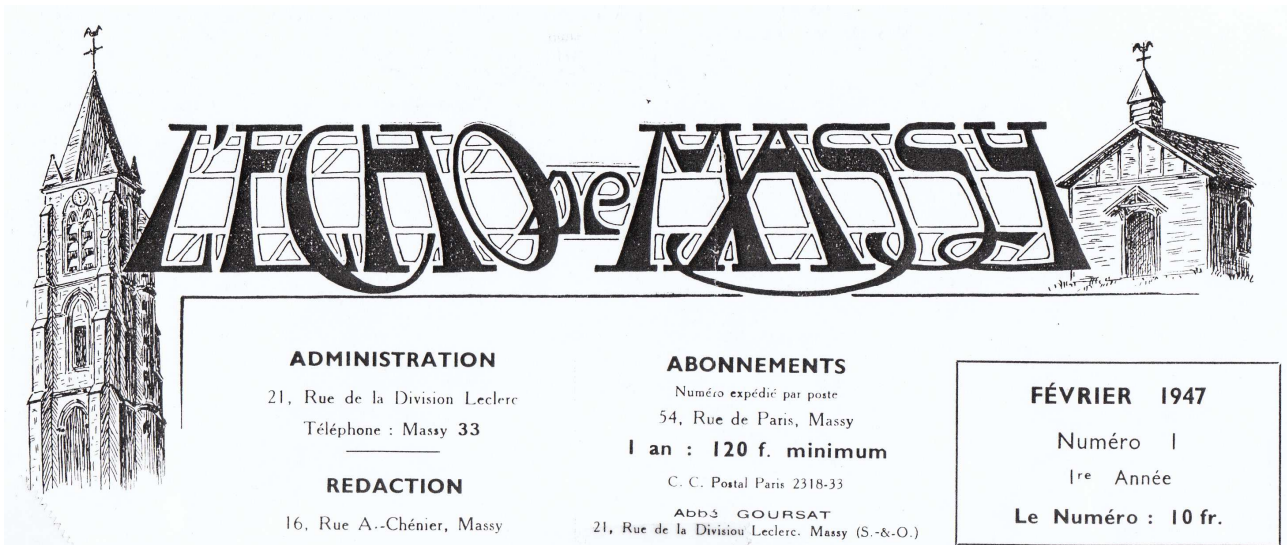 L'ECHO DE MASSY
ADMINISTRATION
21, Rue de la Division Leclerc
Téléphone : Massy 33
REDACTION
16, Rue A.-Chénier, Massy
ABONNEMENTS
Numéro expédié par poste
54, Rue de Paris, Massy
1 an : 120 f. minimum
C. C. Postal Paris 2318-33
Abbé GOURSAT
21, Rue de la Division Leclerc. Massy (S.-&-O.)
FÉVRIER 1947
Numéro 1
1re Année
Le Numéro : 10 fr.